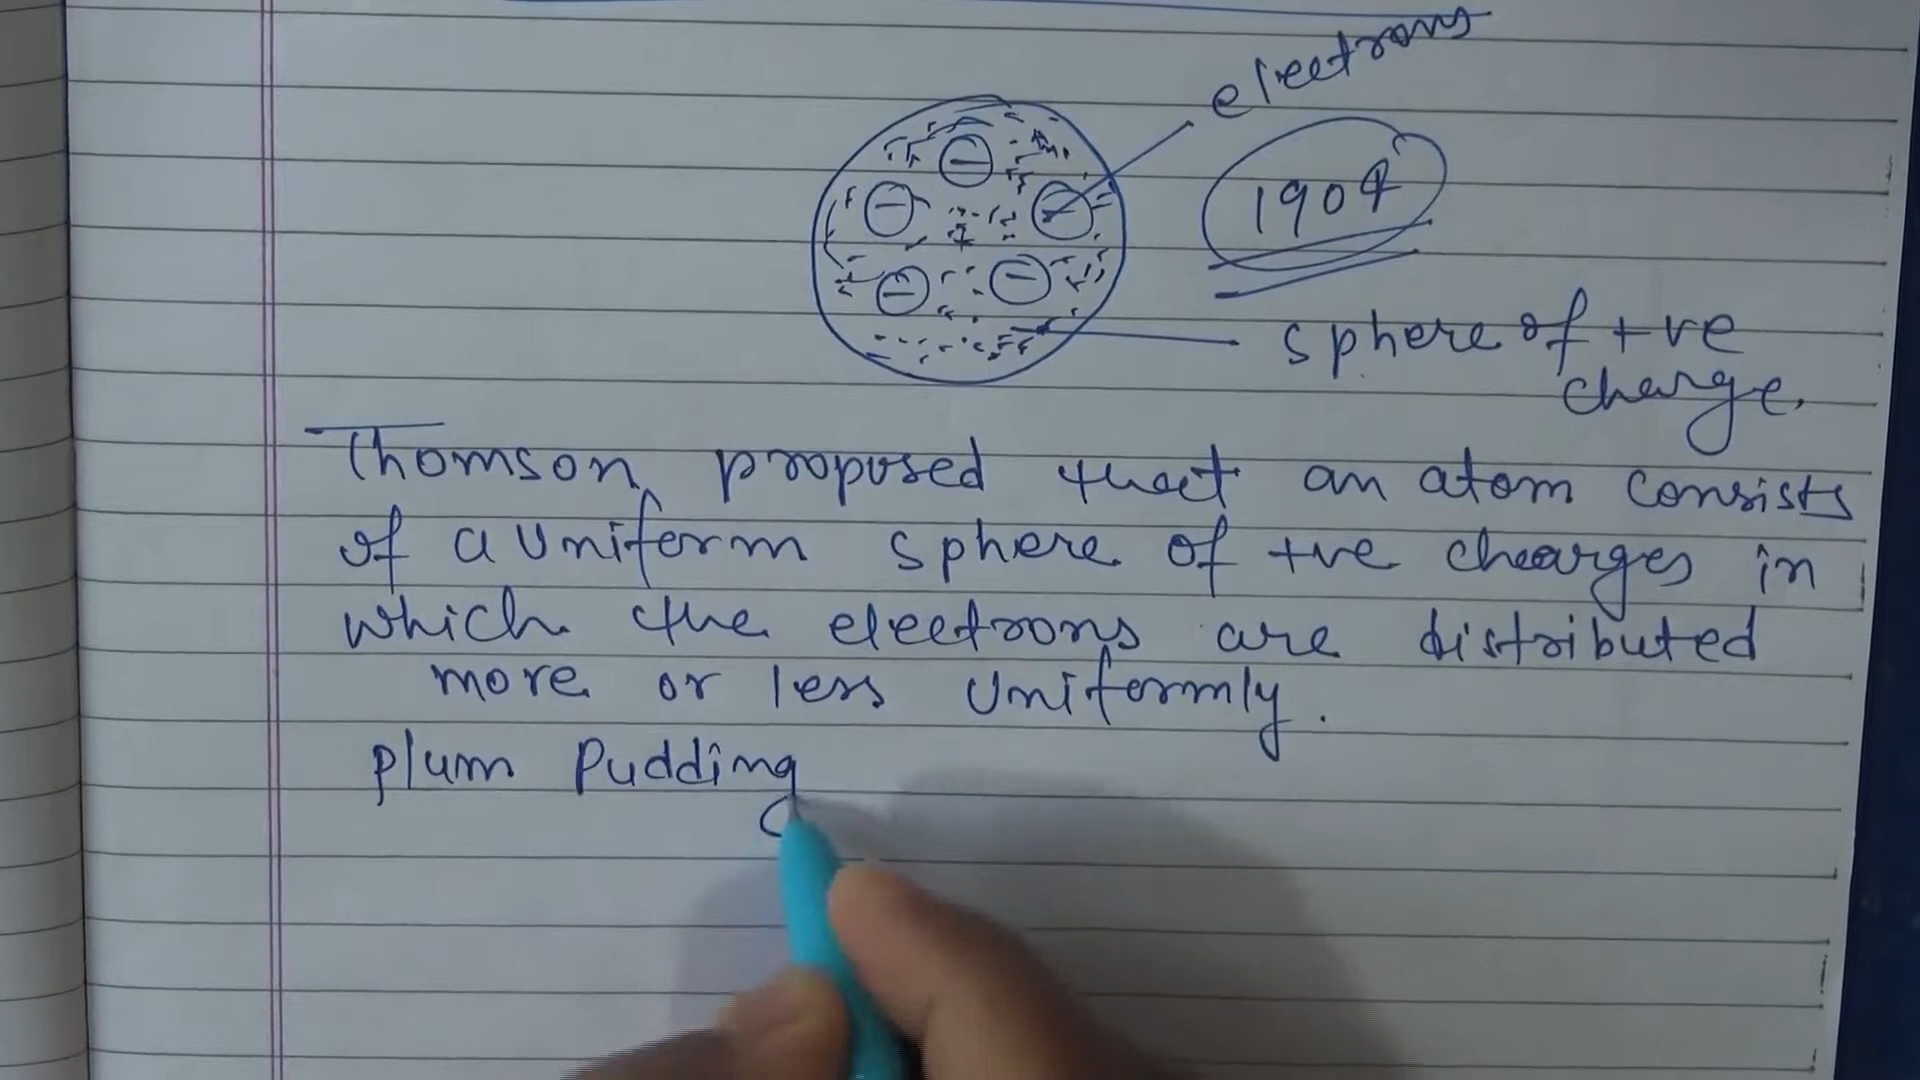 electrons
1904
sphere of +ve
charge.
Thomson proposed that an atom consists
of a uniform sphere of +ve charges in
which the electrons are distributed
more or less uniformly.
plum Pudding